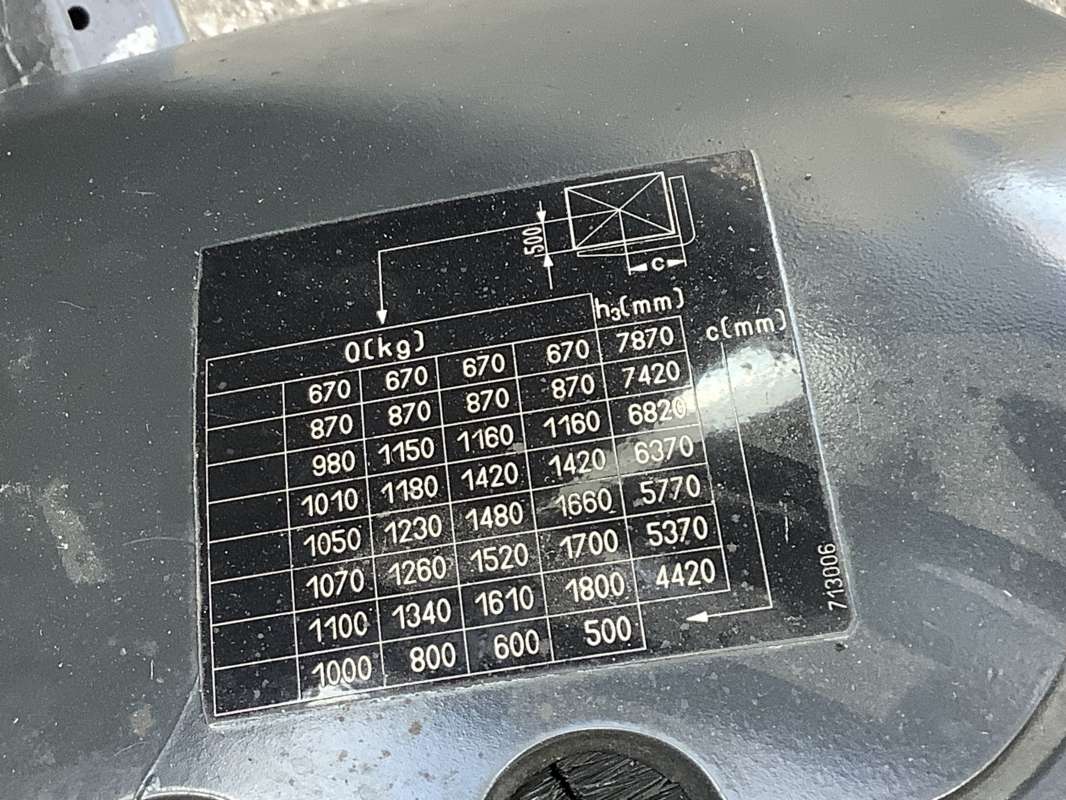 500
c
h₃(mm)
Q(kg)
c(mm)
670 670 670 670 7870
870 870 870 870 7420
980 1150 1160 1160 6820
1010 1180 1420 1420 6370
1050 1230 1480 1660 5770
1070 1260 1520 1700 5370
1100 1340 1610 1800 4420
1000 800 600 500
713006